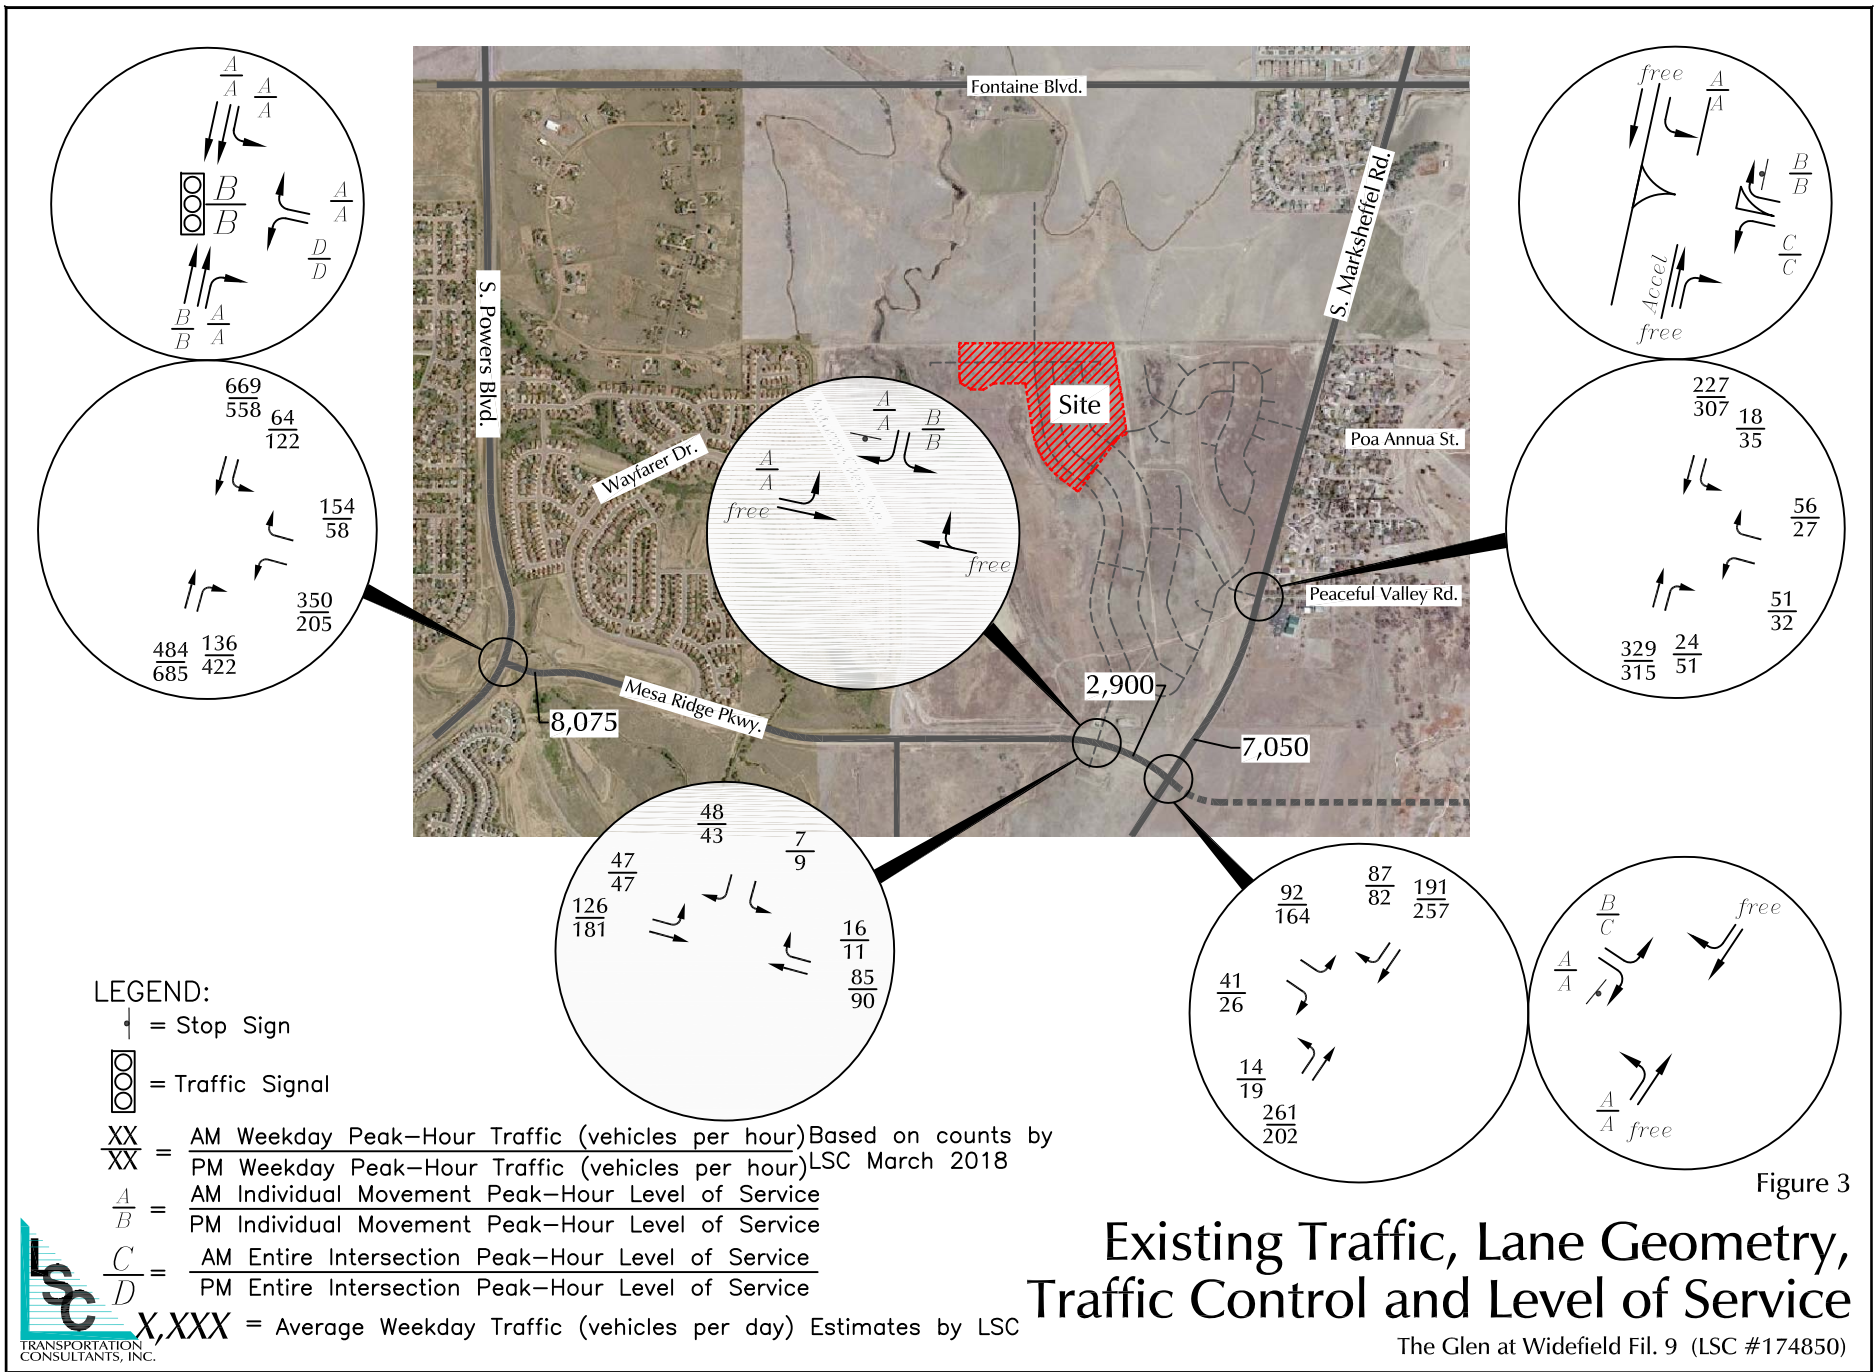 A
A
A
A
B
B
A
A
D
D
B
B
A
A
669
558
64
122
154
58
350
205
484
685
136
422
Fontaine Blvd.
S. Powers Blvd.
S. Marksheffel Rd.
Wayfarer Dr.
Site
Poa Annua St.
Peaceful Valley Rd.
Mesa Ridge Pkwy.
8,075
2,900
7,050
A
A
B
B
A
A
free
free
free
A
A
B
B
C
C
Accel
free
227
307
18
35
56
27
51
32
329
315
24
51
48
43
7
9
47
47
126
181
16
11
85
90
92
164
87
82
191
257
41
26
14
19
261
202
B
C
free
A
A
A
A
free
LEGEND:
= Stop Sign
= Traffic Signal
XX
XX
=
AM Weekday Peak-Hour Traffic (vehicles per hour)
PM Weekday Peak-Hour Traffic (vehicles per hour)
Based on counts by
LSC March 2018
A
B
=
AM Individual Movement Peak-Hour Level of Service
PM Individual Movement Peak-Hour Level of Service
C
D
=
AM Entire Intersection Peak-Hour Level of Service
PM Entire Intersection Peak-Hour Level of Service
X,XXX = Average Weekday Traffic (vehicles per day) Estimates by LSC
LSC
TRANSPORTATION
CONSULTANTS, INC.
Figure 3
Existing Traffic, Lane Geometry,
Traffic Control and Level of Service
The Glen at Widefield Fil. 9 (LSC #174850)